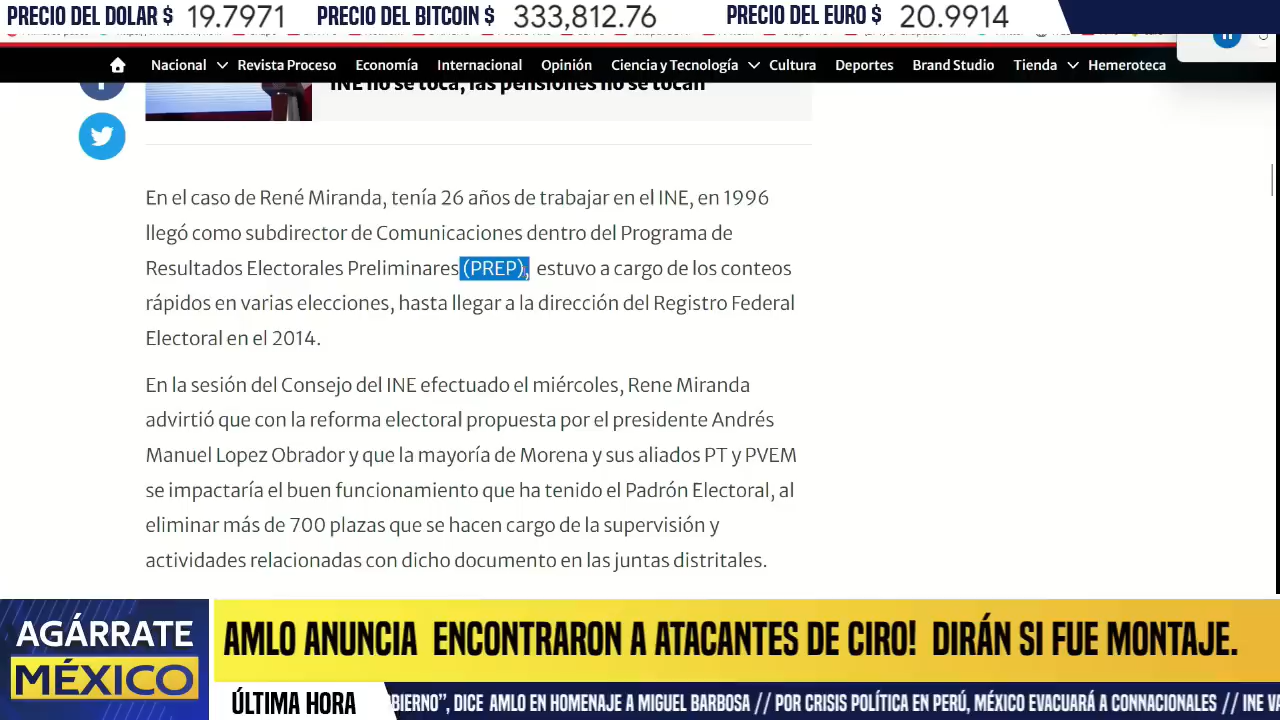 PRECIO DEL DOLAR $ 19.7971 PRECIO DEL BITCOIN $ 333,812.76 PRECIO DEL EURO $ 20.9914
Nacional Revista Proceso Economía Internacional Opinión Ciencia y Tecnología Cultura Deportes Brand Studio Tienda Hemeroteca
INE no se toca, las pensiones no se tocan
En el caso de René Miranda, tenía 26 años de trabajar en el INE, en 1996
llegó como subdirector de Comunicaciones dentro del Programa de
Resultados Electorales Preliminares (PREP), estuvo a cargo de los conteos
rápidos en varias elecciones, hasta llegar a la dirección del Registro Federal
Electoral en el 2014.
En la sesión del Consejo del INE efectuado el miércoles, Rene Miranda
advirtió que con la reforma electoral propuesta por el presidente Andrés
Manuel Lopez Obrador y que la mayoría de Morena y sus aliados PT y PVEM
se impactaría el buen funcionamiento que ha tenido el Padrón Electoral, al
eliminar más de 700 plazas que se hacen cargo de la supervisión y
actividades relacionadas con dicho documento en las juntas distritales.
AGÁRRATE
MÉXICO
AMLO ANUNCIA ENCONTRARON A ATACANTES DE CIRO! DIRÁN SI FUE MONTAJE.
ÚLTIMA HORA
BIERNO”, DICE AMLO EN HOMENAJE A MIGUEL BARBOSA // POR CRISIS POLÍTICA EN PERÚ, MÉXICO EVACUARÁ A CONNACIONALES // INE VA